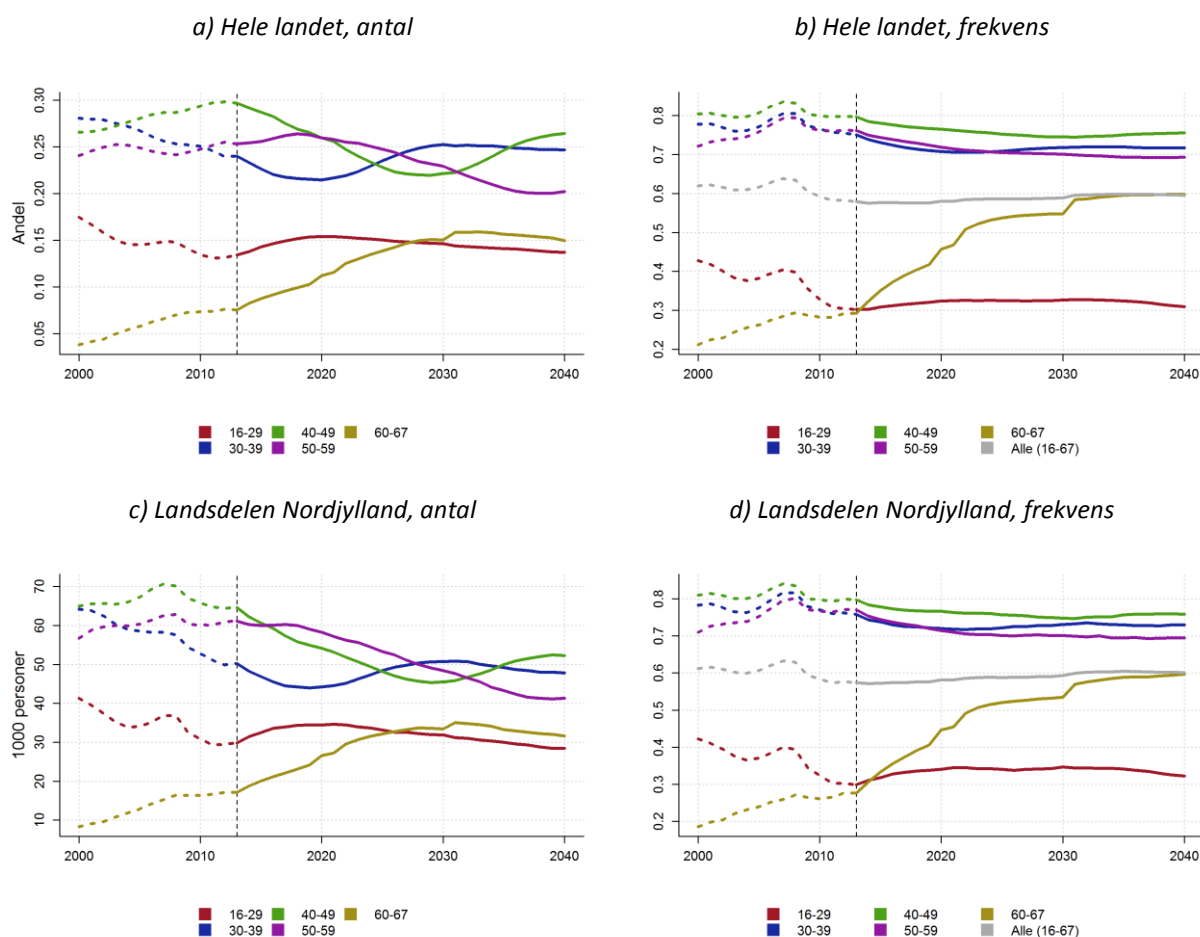 a) Hele landet, antal
b) Hele landet, frekvens
Andel
0.30
0.25
0.20
0.15
0.10
0.05
2000 2010 2020 2030 2040
16-29 40-49 60-67
30-39 50-59
0.8
0.7
0.6
0.5
0.4
0.3
0.2
2000 2010 2020 2030 2040
16-29 40-49 60-67
30-39 50-59 Alle (16-67)
c) Landsdelen Nordjylland, antal
d) Landsdelen Nordjylland, frekvens
1000 personer
70
60
50
40
30
20
10
2000 2010 2020 2030 2040
16-29 40-49 60-67
30-39 50-59
0.8
0.7
0.6
0.5
0.4
0.3
0.2
2000 2010 2020 2030 2040
16-29 40-49 60-67
30-39 50-59 Alle (16-67)